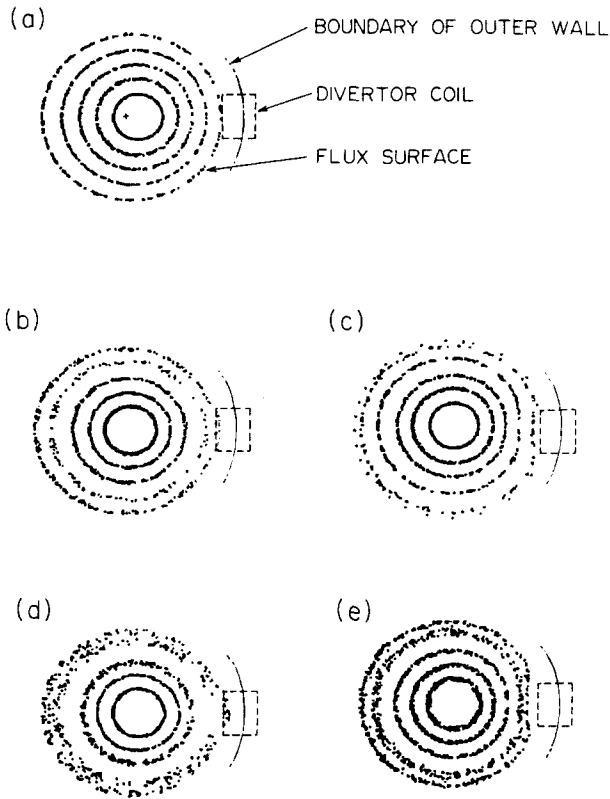 (a)
BOUNDARY OF OUTER WALL
DIVERTOR COIL
FLUX SURFACE
(b)
(c)
(d)
(e)